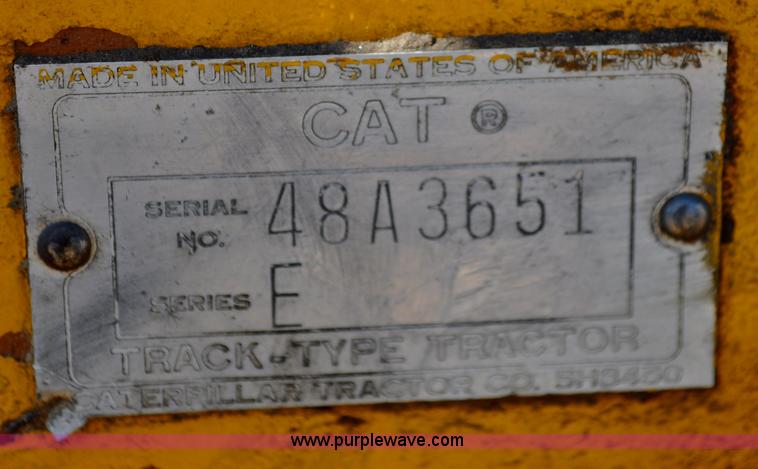 MADE IN UNITED STATES OF AMERICA
CAT ®
SERIAL NO. 48A3651
SERIES E
TRACK-TYPE TRACTOR
CATERPILLAR TRACTOR CO.
www.purplewave.com